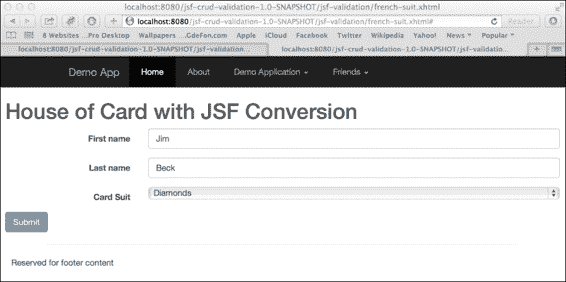 localhost:8080/jsf-crud-validation-1.0-SNAPSHOT/jsf-validation/french-suit.xhtml
localhost:8080/jsf-crud-validation-1.0-SNAPSHOT/jsf-validation/french-suit.xhtml#
Reader
8 Websites ...Pro Desktop Wallpapers ...GdeFon.com Apple iCloud Facebook Twitter Wikipedia Yahoo! News Popular
localhost:8080/jsf-crud-validation-1.0-SNAPSHOT/jsf-validation/... localhost:8080/jsf-crud-validation-1.0-SNAPSHOT/jsf-validation/...
Demo App Home About Demo Application Friends
House of Card with JSF Conversion
First name Jim
Last name Beck
Card Suit Diamonds
Submit
Reserved for footer content